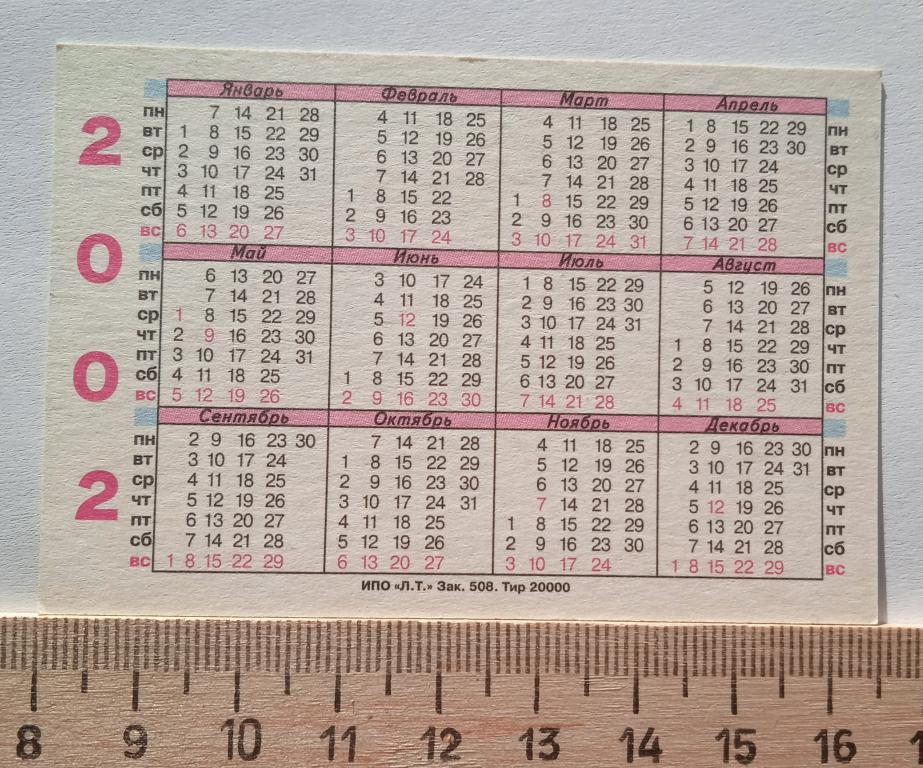 2002
Январь Февраль Март Апрель
пн 7 14 21 28 4 11 18 25 4 11 18 25 1 8 15 22 29 пн
вт 1 8 15 22 29 5 12 19 26 5 12 19 26 2 9 16 23 30 вт
ср 2 9 16 23 30 6 13 20 27 6 13 20 27 3 10 17 24 ср
чт 3 10 17 24 31 7 14 21 28 7 14 21 28 4 11 18 25 чт
пт 4 11 18 25 1 8 15 22 1 8 15 22 29 5 12 19 26 пт
сб 5 12 19 26 2 9 16 23 2 9 16 23 30 6 13 20 27 сб
вс 6 13 20 27 3 10 17 24 3 10 17 24 31 7 14 21 28 вс
Май Июнь Июль Август
пн 6 13 20 27 3 10 17 24 1 8 15 22 29 5 12 19 26 пн
вт 7 14 21 28 4 11 18 25 2 9 16 23 30 6 13 20 27 вт
ср 1 8 15 22 29 5 12 19 26 3 10 17 24 31 7 14 21 28 ср
чт 2 9 16 23 30 6 13 20 27 4 11 18 25 1 8 15 22 29 чт
пт 3 10 17 24 31 7 14 21 28 5 12 19 26 2 9 16 23 30 пт
сб 4 11 18 25 1 8 15 22 29 6 13 20 27 3 10 17 24 31 сб
вс 5 12 19 26 2 9 16 23 30 7 14 21 28 4 11 18 25 вс
Сентябрь Октябрь Ноябрь Декабрь
пн 2 9 16 23 30 7 14 21 28 4 11 18 25 2 9 16 23 30 пн
вт 3 10 17 24 1 8 15 22 29 5 12 19 26 3 10 17 24 31 вт
ср 4 11 18 25 2 9 16 23 30 6 13 20 27 4 11 18 25 ср
чт 5 12 19 26 3 10 17 24 31 7 14 21 28 5 12 19 26 чт
пт 6 13 20 27 4 11 18 25 1 8 15 22 29 6 13 20 27 пт
сб 7 14 21 28 5 12 19 26 2 9 16 23 30 7 14 21 28 сб
вс 1 8 15 22 29 6 13 20 27 3 10 17 24 1 8 15 22 29 вс
ИПО «Л.Т.» Зак. 508. Тир 20000
8 9 10 11 12 13 14 15 16